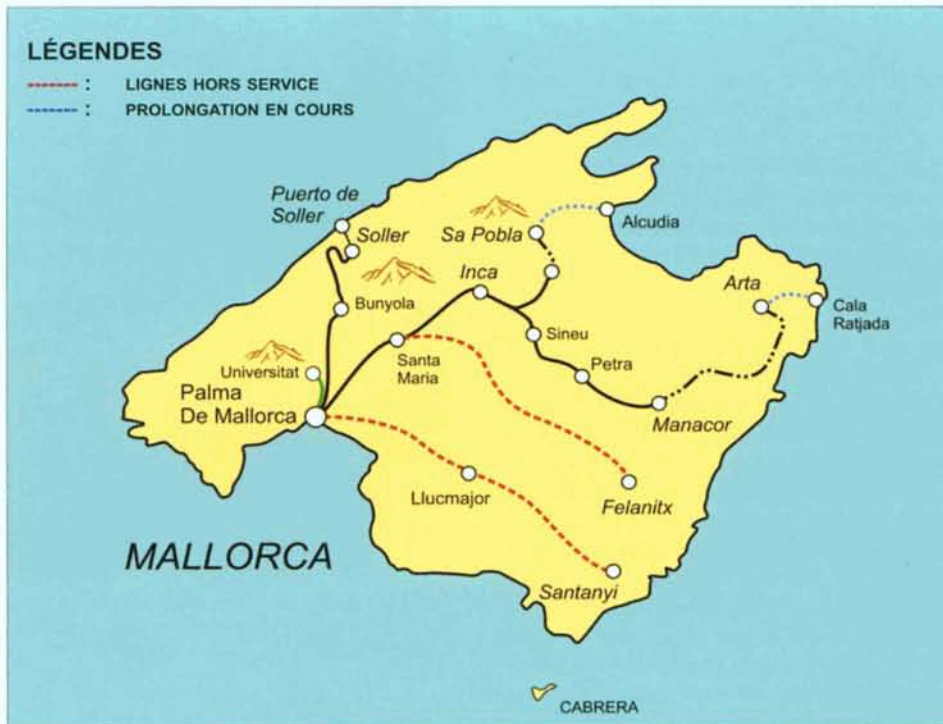 LÉGENDES
: LIGNES HORS SERVICE
: PROLONGATION EN COURS
Puerto de
Soller
Soller
Sa Pobla
Alcudia
Inca
Arta
Bunyola
Cala
Ratjada
Sineu
Santa
Maria
Petra
Universitat
Palma
De Mallorca
Manacor
Llucmajor
Felanitx
MALLORCA
Santanyi
CABRERA